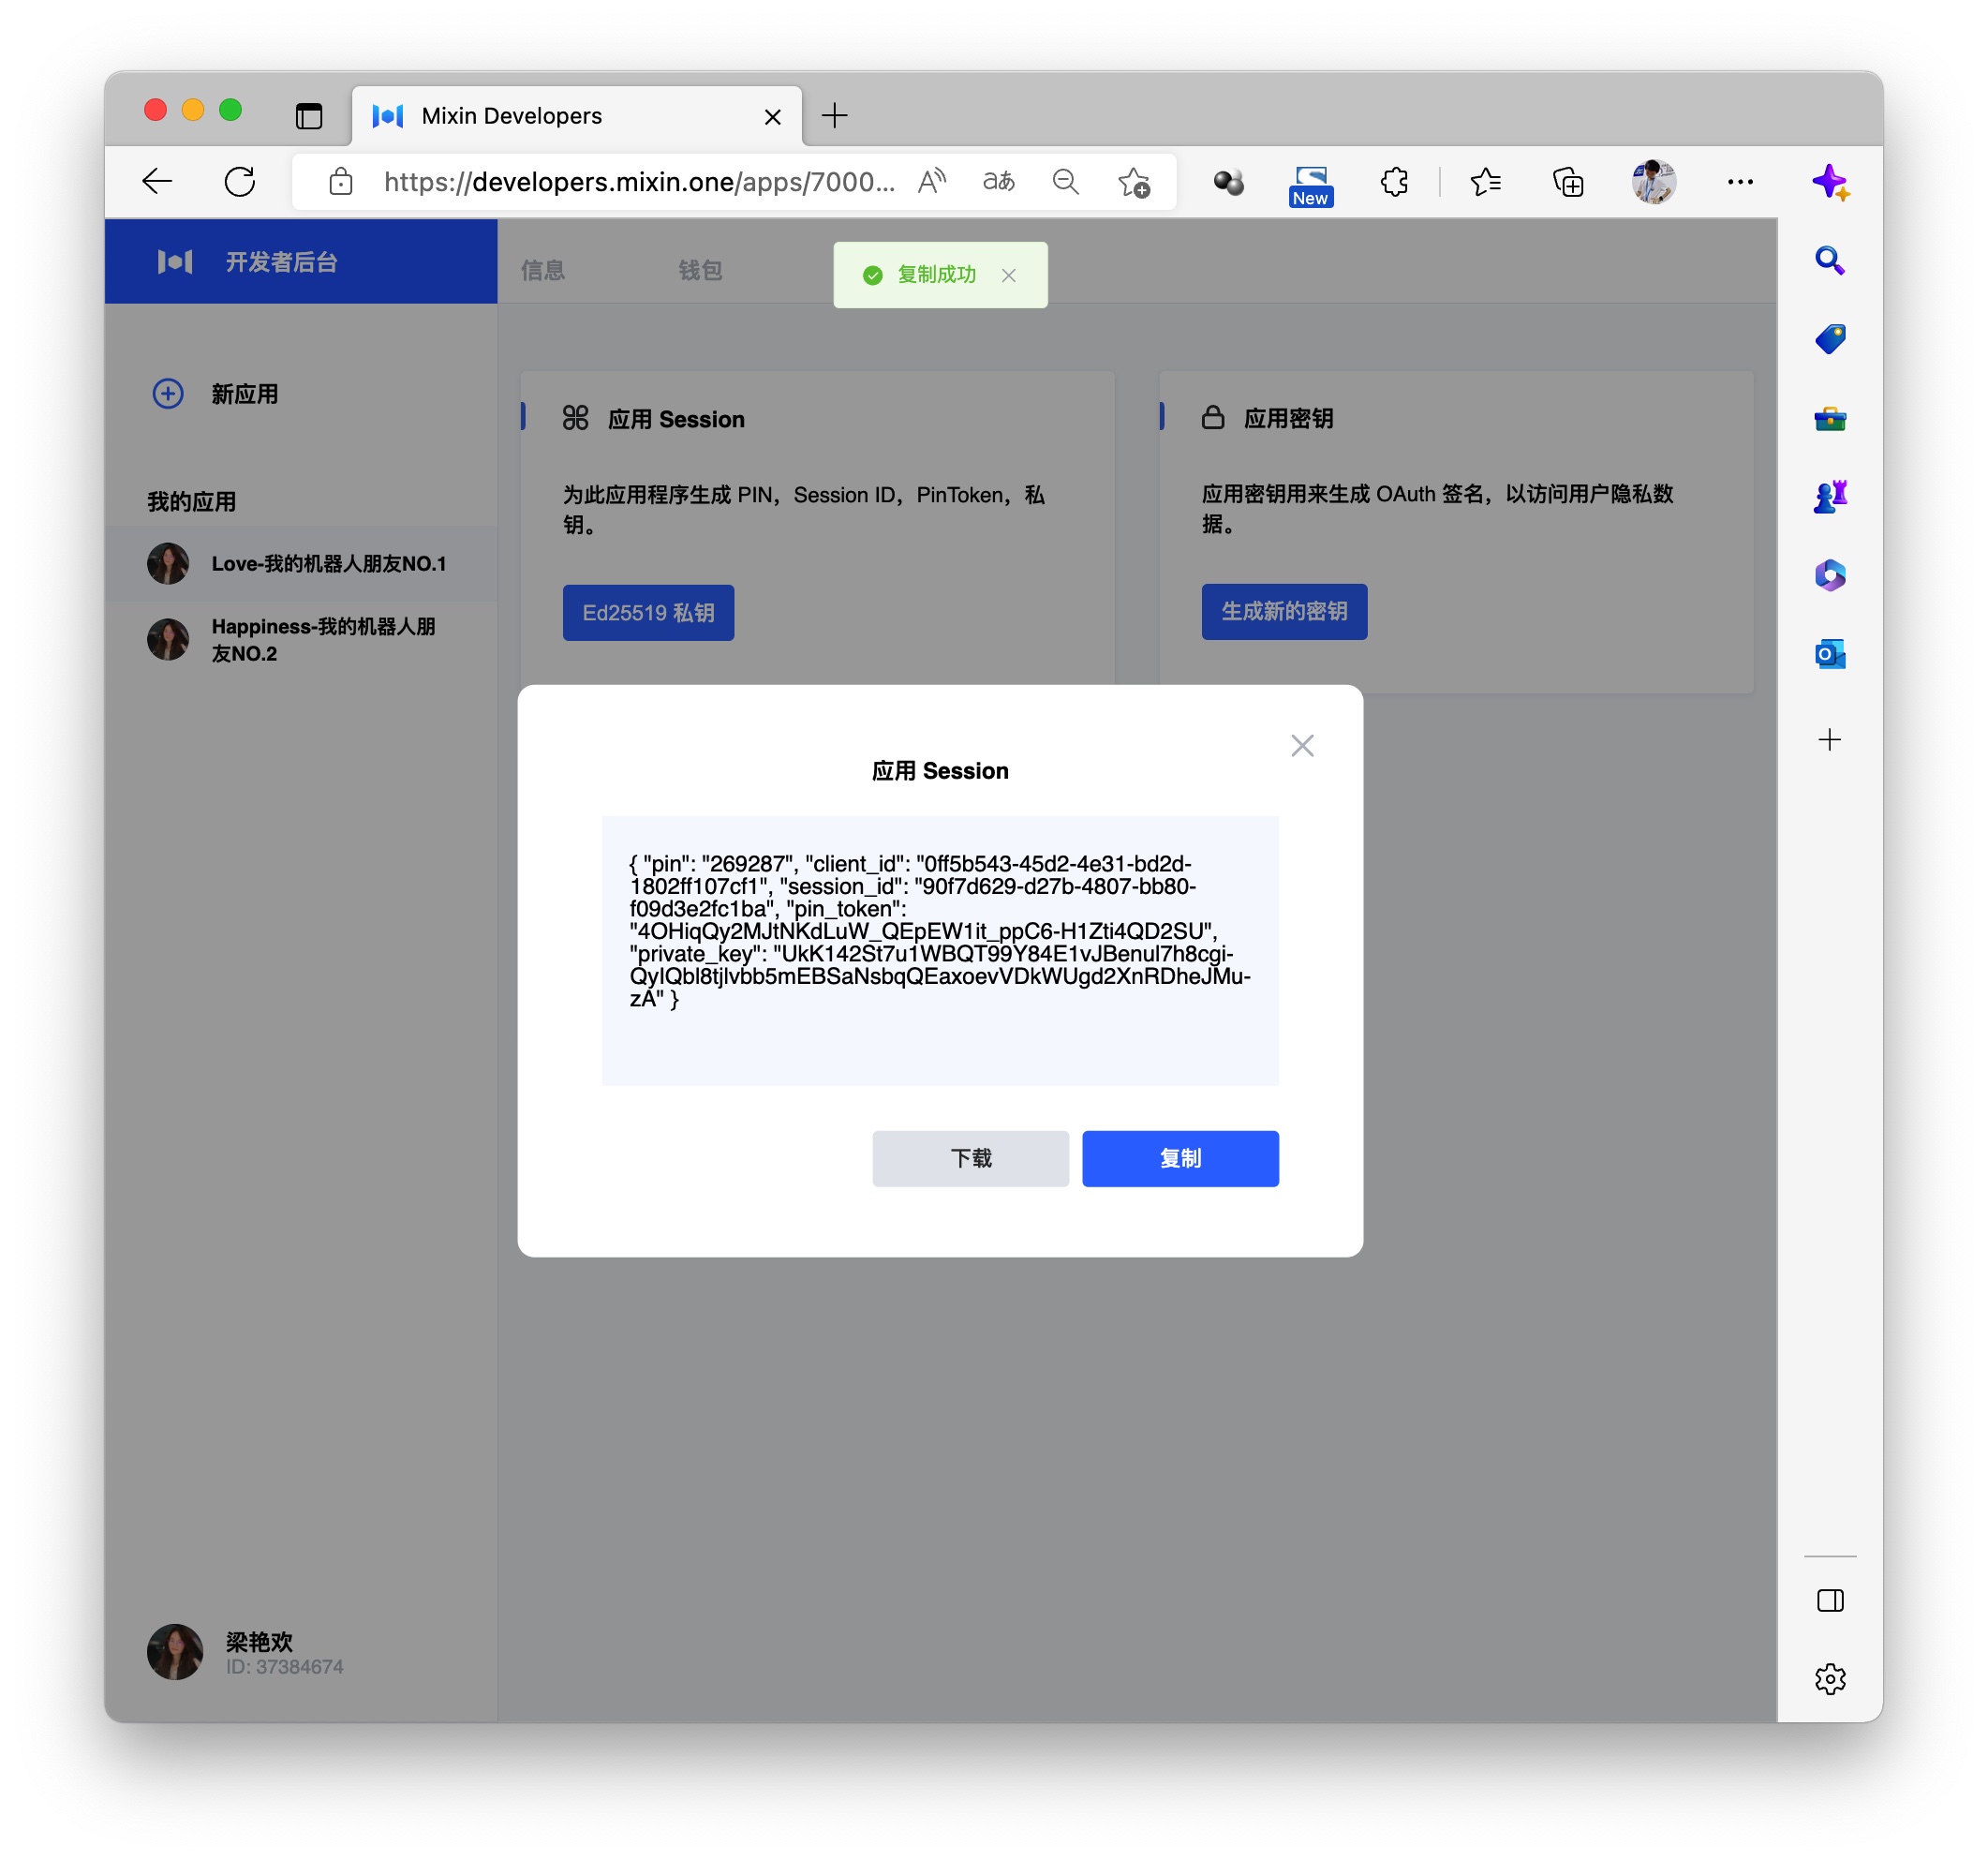 Mixin Developers
https://developers.mixin.one/apps/7000...
aあ
New
开发者后台
信息
钱包
复制成功
新应用
我的应用
Love-我的机器人朋友NO.1
Happiness-我的机器人朋
友NO.2
应用 Session
为此应用程序生成 PIN，Session ID，PinToken，私
钥。
Ed25519 私钥
应用密钥
应用密钥用来生成 OAuth 签名，以访问用户隐私数
据。
生成新的密钥
应用 Session
{ "pin": "269287", "client_id": "0ff5b543-45d2-4e31-bd2d-
1802ff107cf1", "session_id": "90f7d629-d27b-4807-bb80-
f09d3e2fc1ba", "pin_token":
"4OHiqQy2MJtNKdLuW_QEpEW1it_ppC6-H1Zti4QD2SU",
"private_key": "UkK142St7u1WBQT99Y84E1vJBenul7h8cgi-
QyIQbl8tjlvbb5mEBSaNsbqQEaxoevVDkWUgd2XnRDheJMu-
zA" }
下载
复制
梁艳欢
ID: 37384674